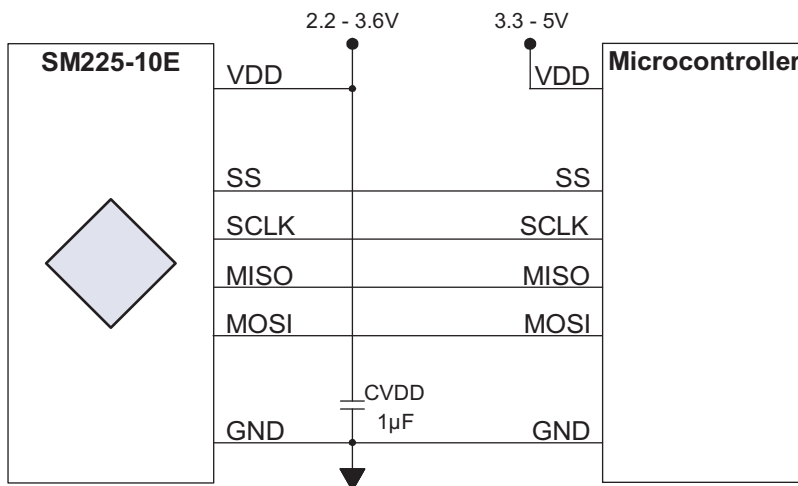 2.2 - 3.6V
3.3 - 5V
SM225-10E
Microcontroller
VDD
VDD
SS
SS
SCLK
SCLK
MISO
MISO
MOSI
MOSI
CVDD
1µF
GND
GND